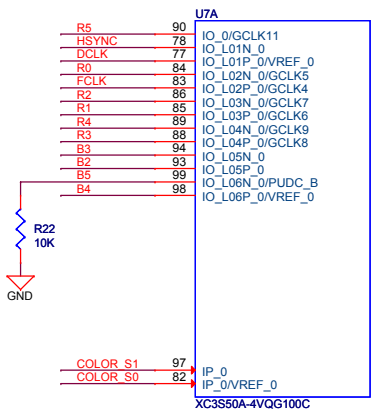 U7A
R5 90 IO_0/GCLK11
HSYNC 78 IO_L01N_0
DCLK 77 IO_L01P_0/VREF_0
R0 84 IO_L02N_0/GCLK5
FCLK 83 IO_L02P_0/GCLK4
R2 86 IO_L03N_0/GCLK7
R1 85 IO_L03P_0/GCLK6
R4 89 IO_L04N_0/GCLK9
R3 88 IO_L04P_0/GCLK8
B3 94 IO_L05N_0
B2 93 IO_L05P_0
B5 99 IO_L06N_0/PUDC_B
B4 98 IO_L06P_0/VREF_0
R22
10K
GND
COLOR_S1 97 IP_0
COLOR_S0 82 IP_0/VREF_0
XC3S50A-4VQG100C